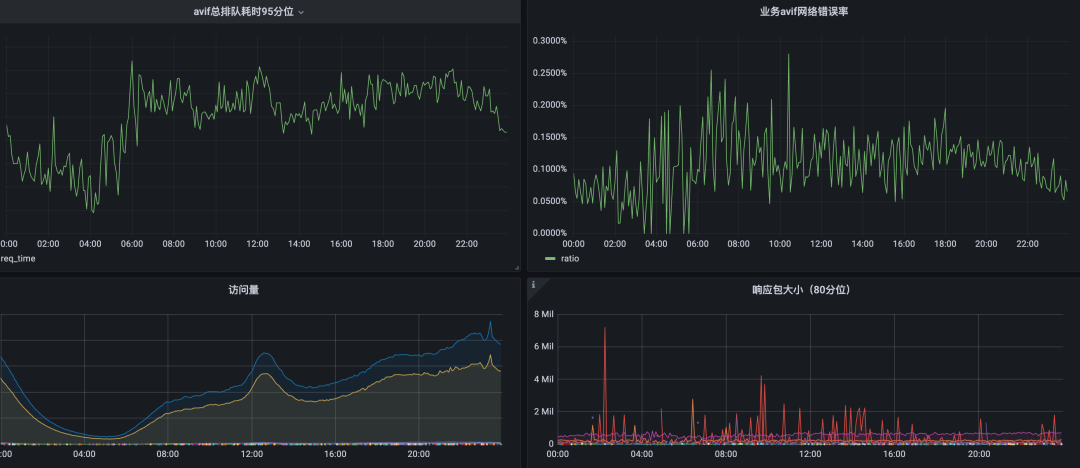 avif总排队耗时95分位
00:00 02:00 04:00 06:00 08:00 10:00 12:00 14:00 16:00 18:00 20:00 22:00
req_time
业务avif网络错误率
0.3000%
0.2500%
0.2000%
0.1500%
0.1000%
0.0500%
0.0000%
00:00 02:00 04:00 06:00 08:00 10:00 12:00 14:00 16:00 18:00 20:00 22:00
ratio
访问量
:00 04:00 08:00 12:00 16:00 20:00
i
响应包大小（80分位）
8 Mil
6 Mil
4 Mil
2 Mil
0
00:00 04:00 08:00 12:00 16:00 20:00